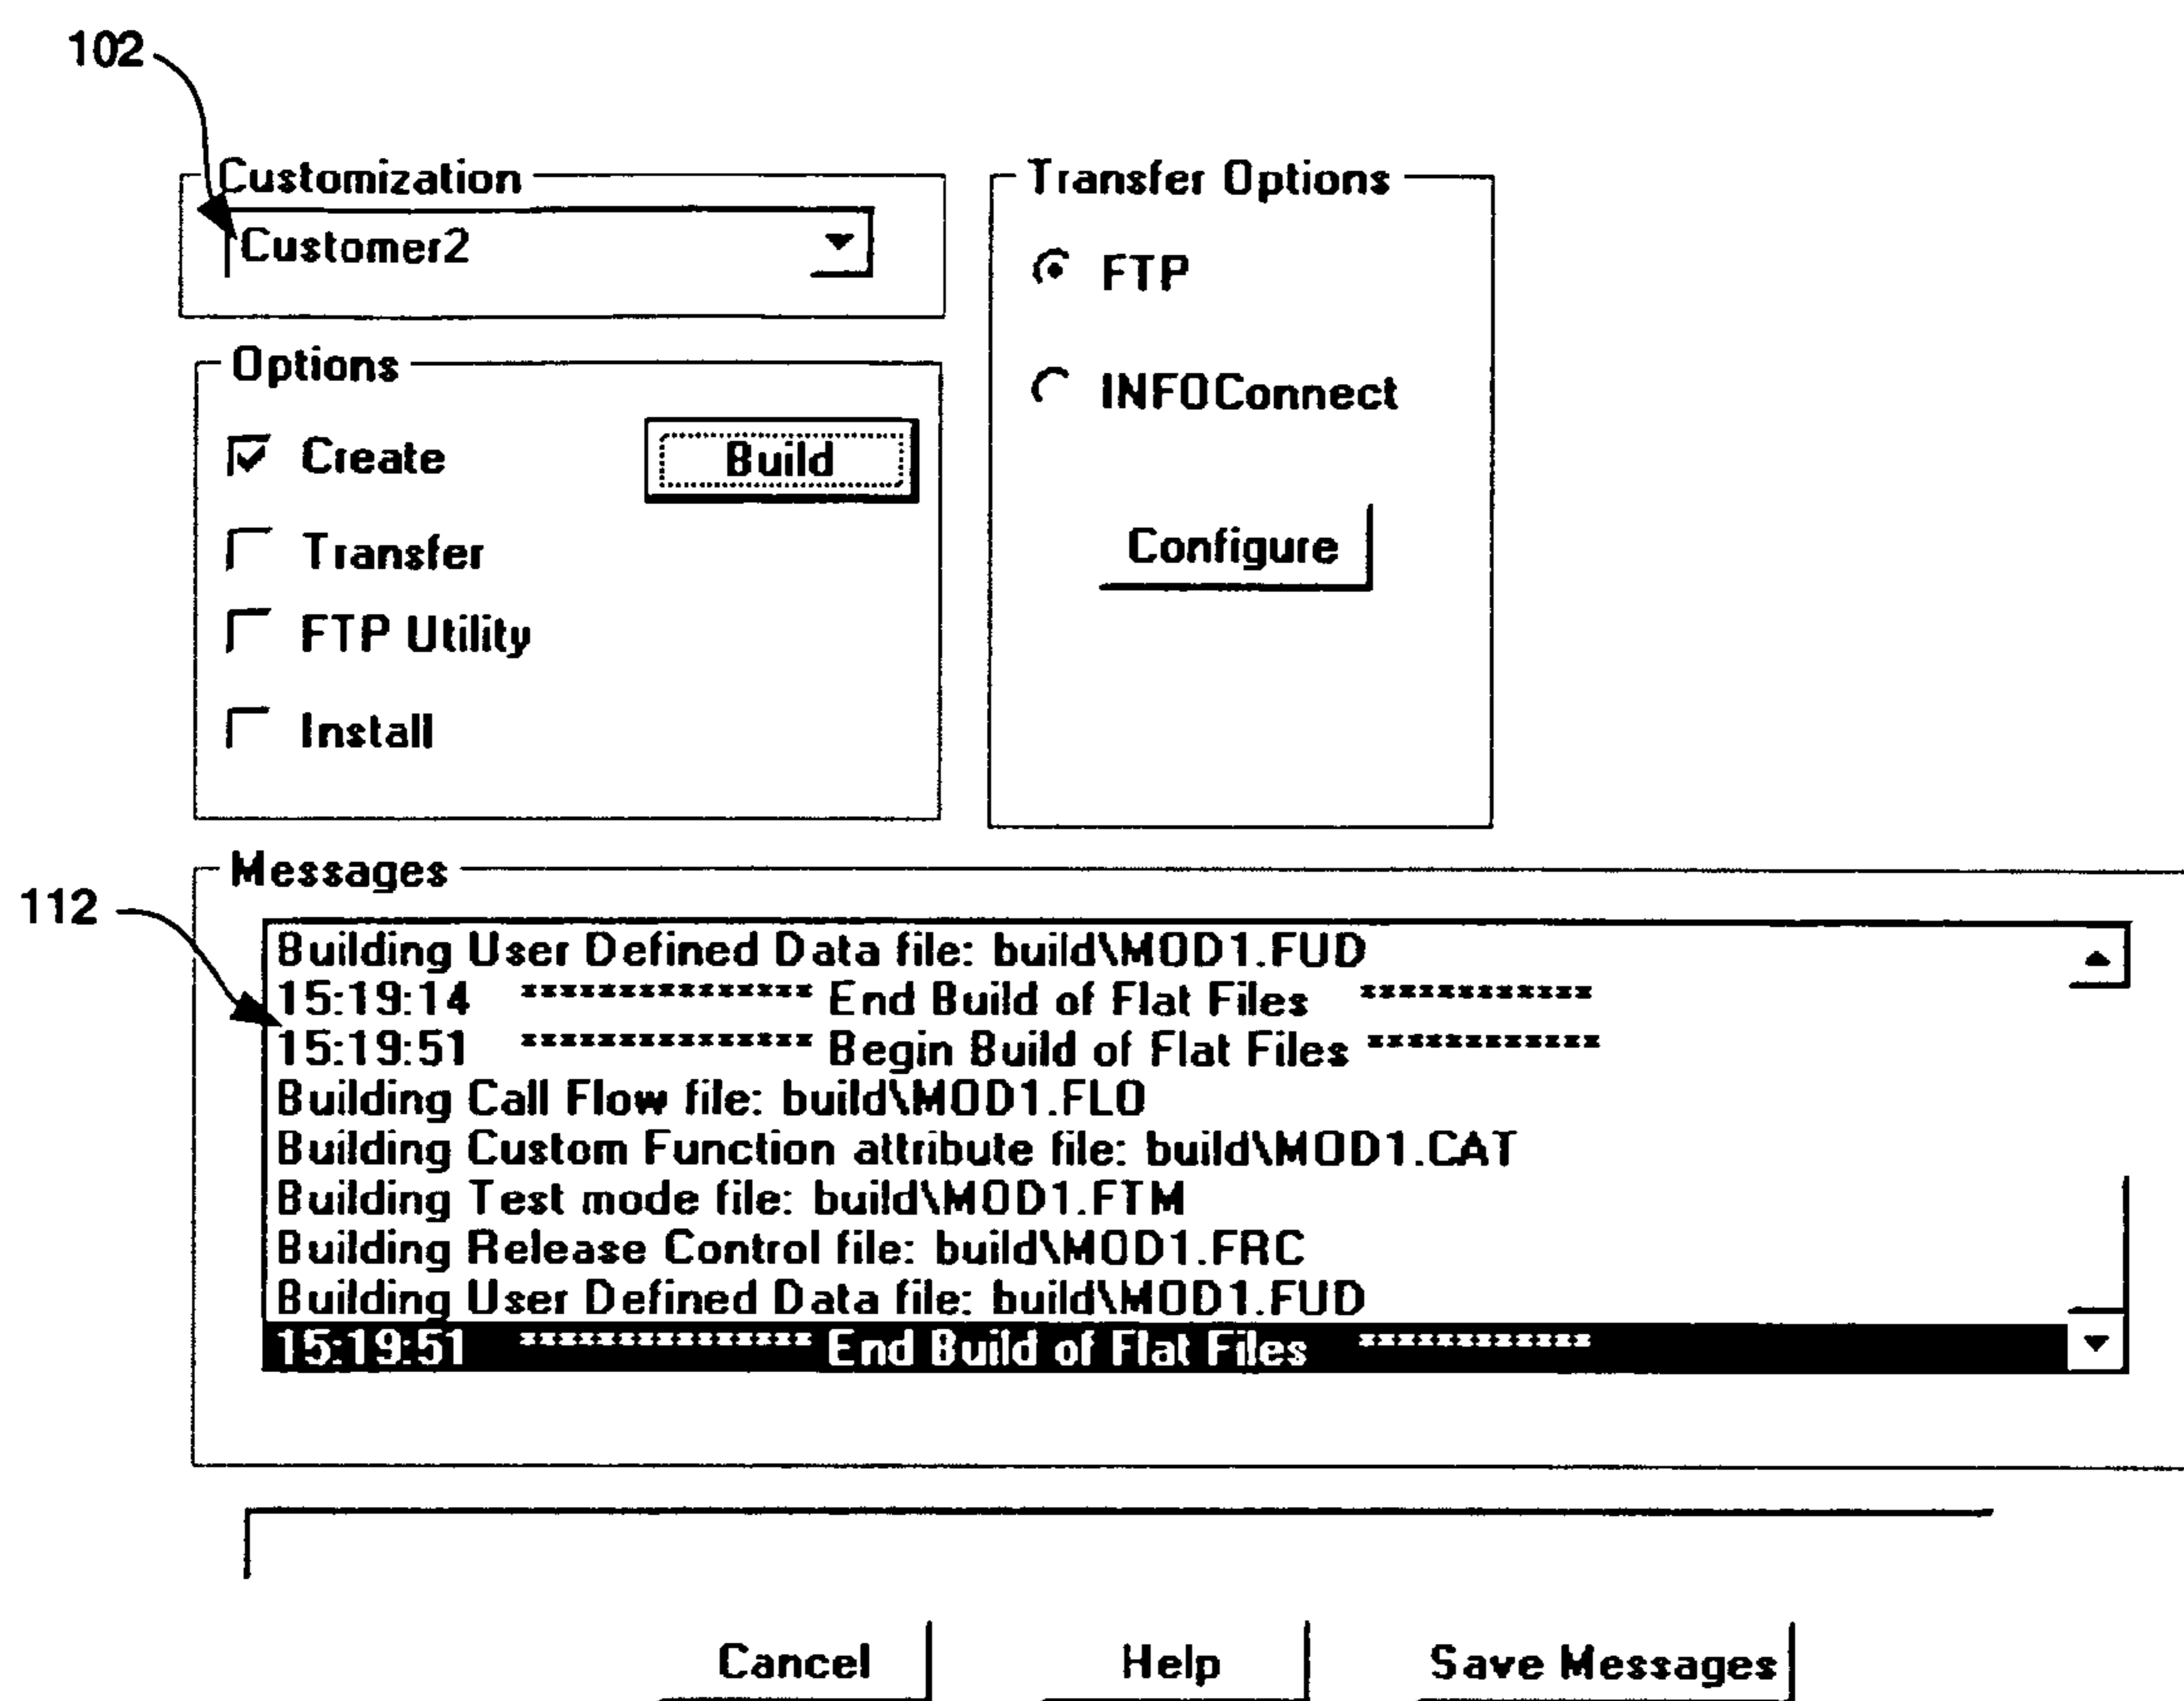 102
Customization
Customer2
Transfer Options
FTP
INFOConnect
Configure
Options
Create
Build
Transfer
FTP Utility
Install
Messages
112
Building User Defined Data file: build\MOD1.FUD
15:19:14 *************** End Build of Flat Files ************
15:19:51 *************** Begin Build of Flat Files ************
Building Call Flow file: build\MOD1.FLO
Building Custom Function attribute file: build\MOD1.CAT
Building Test mode file: build\MOD1.FTM
Building Release Control file: build\MOD1.FRC
Building User Defined Data file: build\MOD1.FUD
15:19:51 *************** End Build of Flat Files ************
Cancel Help Save Messages